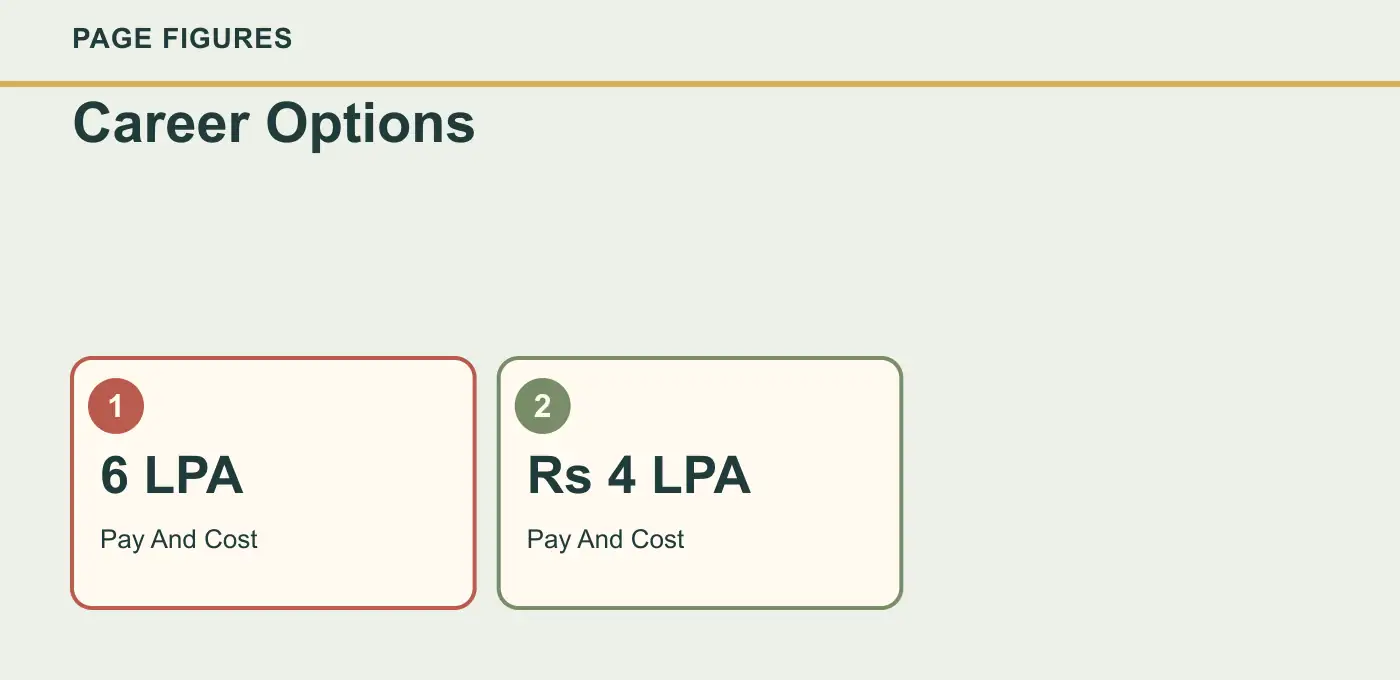 PAGE FIGURES
Career Options
1
6 LPA
Pay And Cost
2
Rs 4 LPA
Pay And Cost